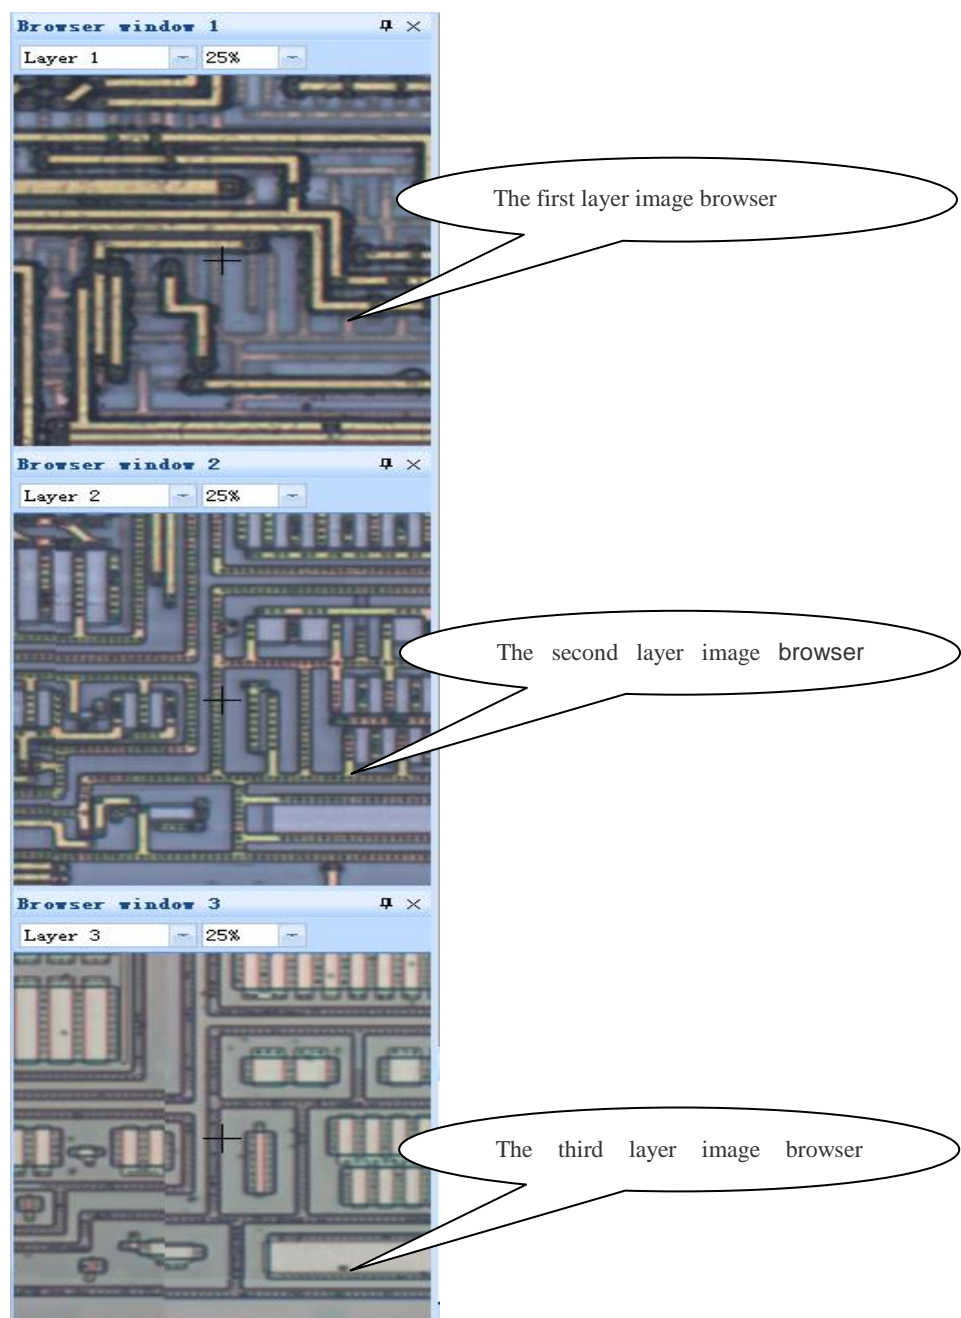 Browser window 1
Layer 1 25%
The first layer image browser
Browser window 2
Layer 2 25%
The second layer image browser
Browser window 3
Layer 3 25%
The third layer image browser